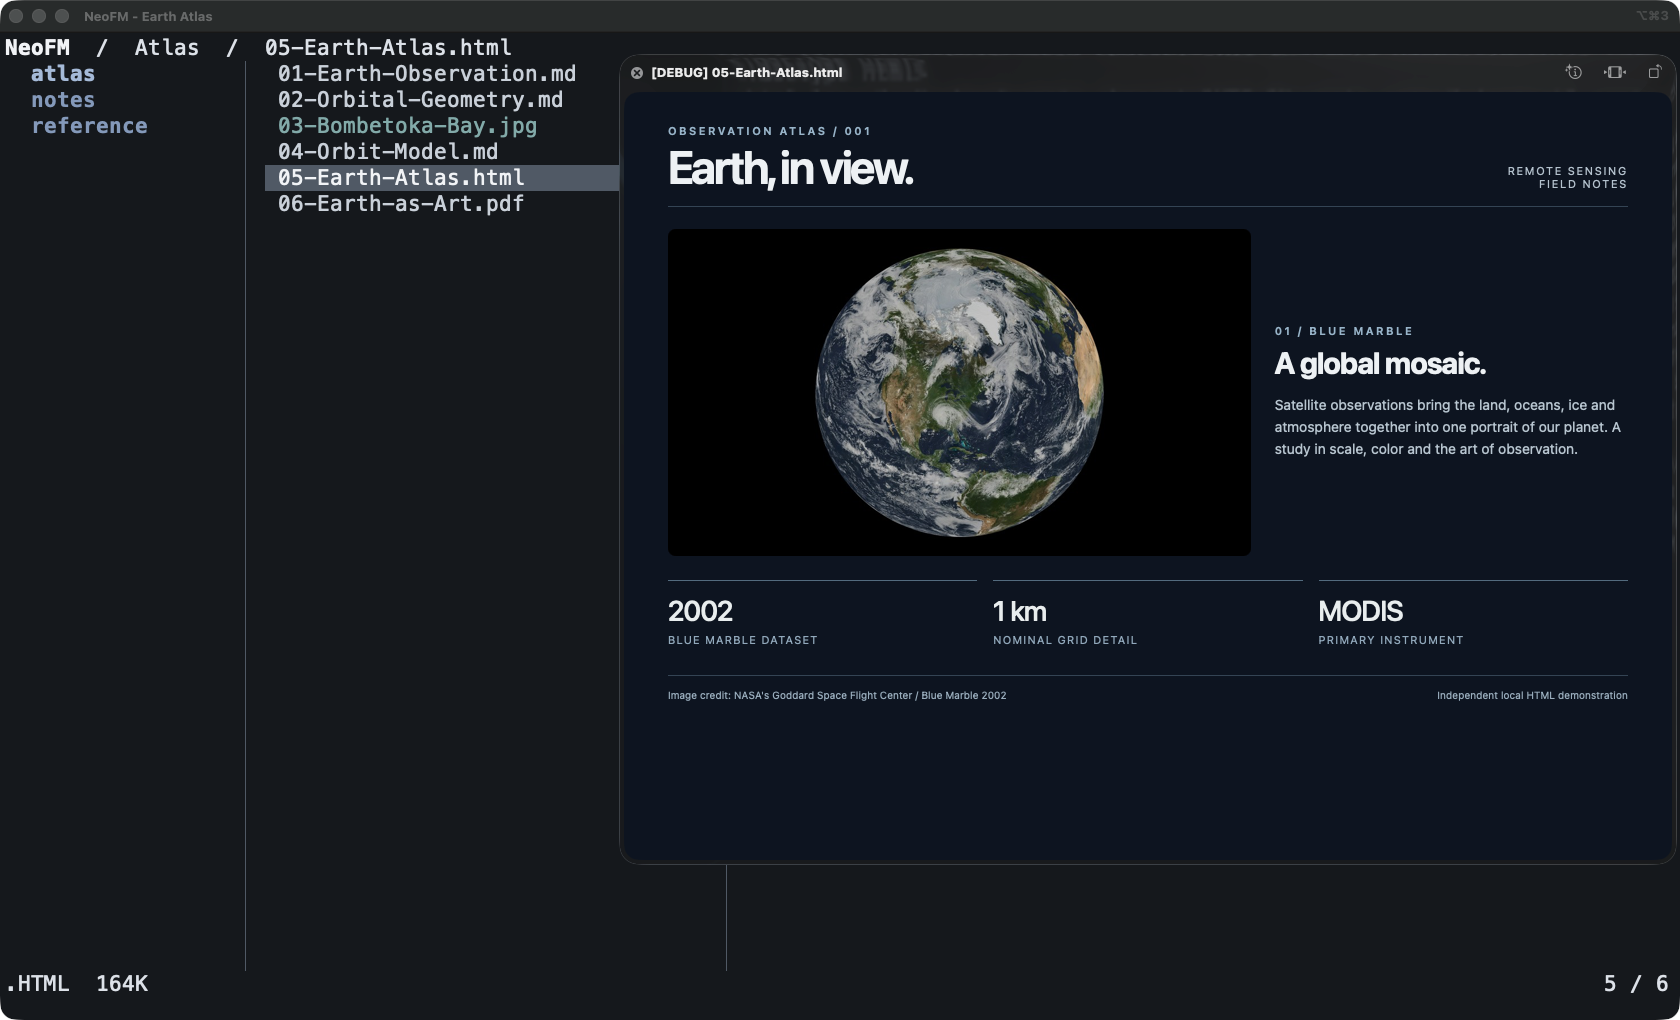 NeoFM - Earth Atlas
⌥⌘3
NeoFM / Atlas / 05-Earth-Atlas.html
atlas
notes
reference
01-Earth-Observation.md
02-Orbital-Geometry.md
03-Bombetoka-Bay.jpg
04-Orbit-Model.md
05-Earth-Atlas.html
06-Earth-as-Art.pdf
[DEBUG] 05-Earth-Atlas.html
OBSERVATION ATLAS / 001
Earth, in view.
REMOTE SENSING
FIELD NOTES
01 / BLUE MARBLE
A global mosaic.
Satellite observations bring the land, oceans, ice and
atmosphere together into one portrait of our planet. A
study in scale, color and the art of observation.
2002
BLUE MARBLE DATASET
1 km
NOMINAL GRID DETAIL
MODIS
PRIMARY INSTRUMENT
Image credit: NASA's Goddard Space Flight Center / Blue Marble 2002
Independent local HTML demonstration
.HTML 164K
5 / 6